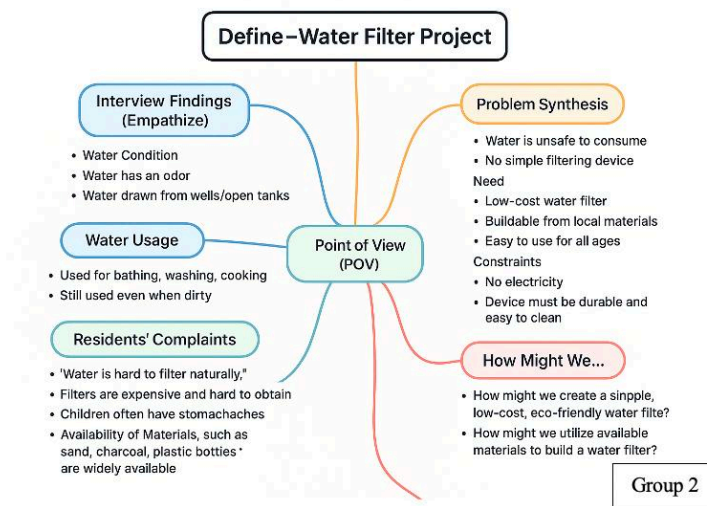 Define–Water Filter Project
Interview Findings
(Empathize)
• Water Condition
• Water has an odor
• Water drawn from wells/open tanks
Water Usage
• Used for bathing, washing, cooking
• Still used even when dirty
Residents' Complaints
• 'Water is hard to filter naturally,"
• Filters are expensive and hard to obtain
• Children often have stomachaches
• Availability of Materials, such as
sand, charcoal, plastic botties *
are widely available
Point of View
(POV)
Problem Synthesis
• Water is unsafe to consume
• No simple filtering device
Need
• Low-cost water filter
• Buildable from local materials
• Easy to use for all ages
Constraints
• No electricity
• Device must be durable and
easy to clean
How Might We...
• How might we create a sinpple,
low-cost, eco-friendly water filte?
• How might we utilize available
materials to build a water filter?
Group 2